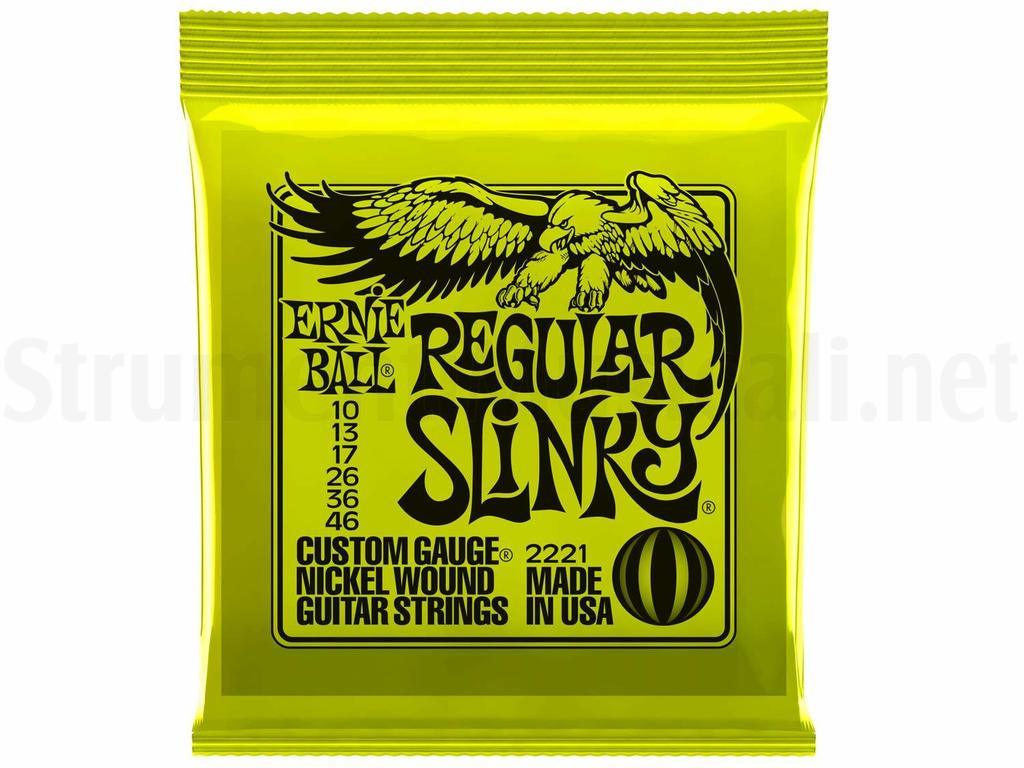 ERNiE
BALL®
REGULAR
SLiNKY®
10
13
17
26
36
46
CUSTOM GAUGE®
NICKEL WOUND
GUITAR STRINGS
2221
MADE
IN USA